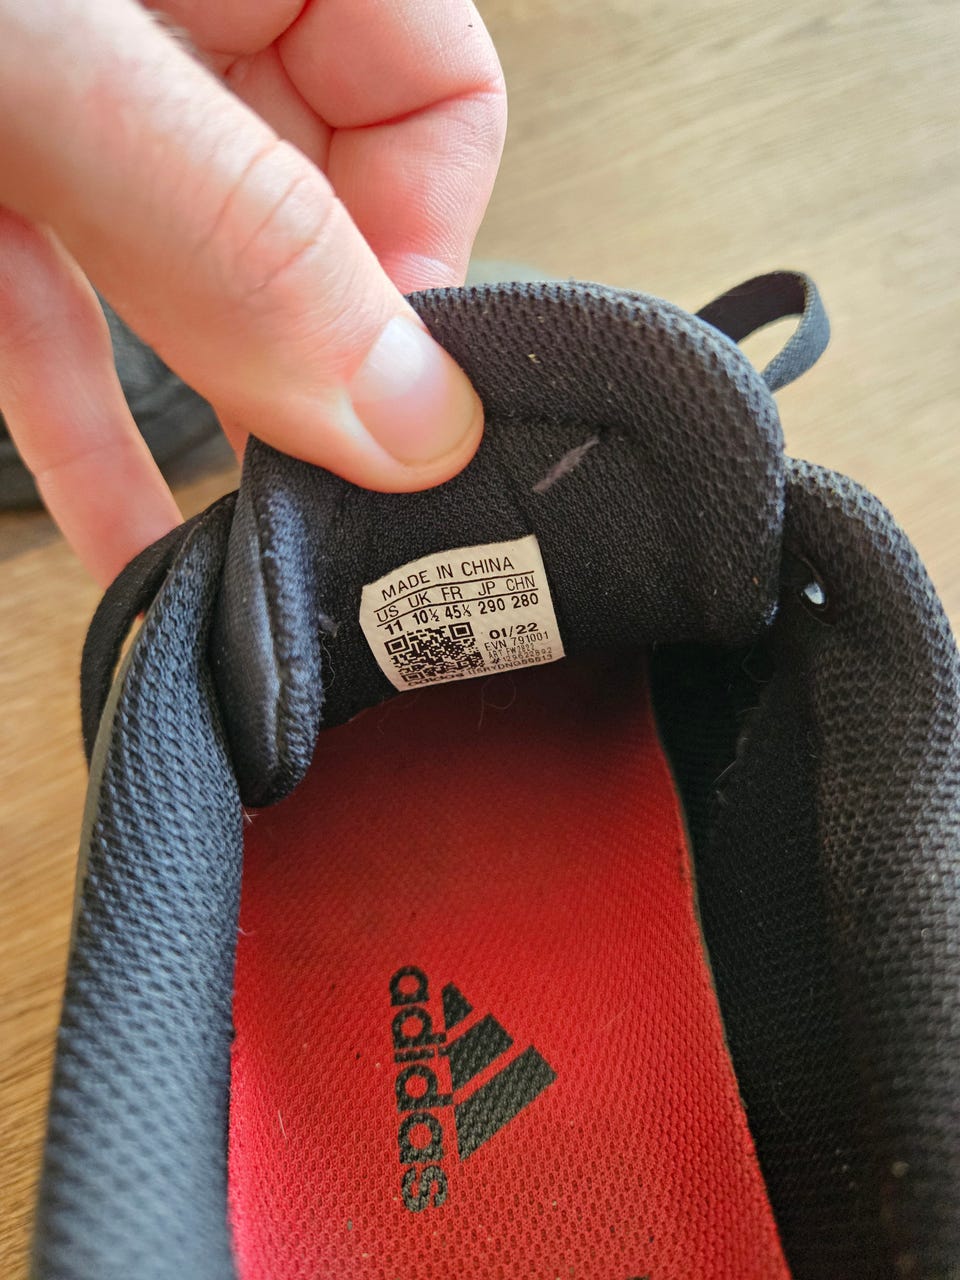 MADE IN CHINA
US UK FR JP CHN
11 10½ 45⅓ 290 280
01/22
EVN 791001
adidas
adidas